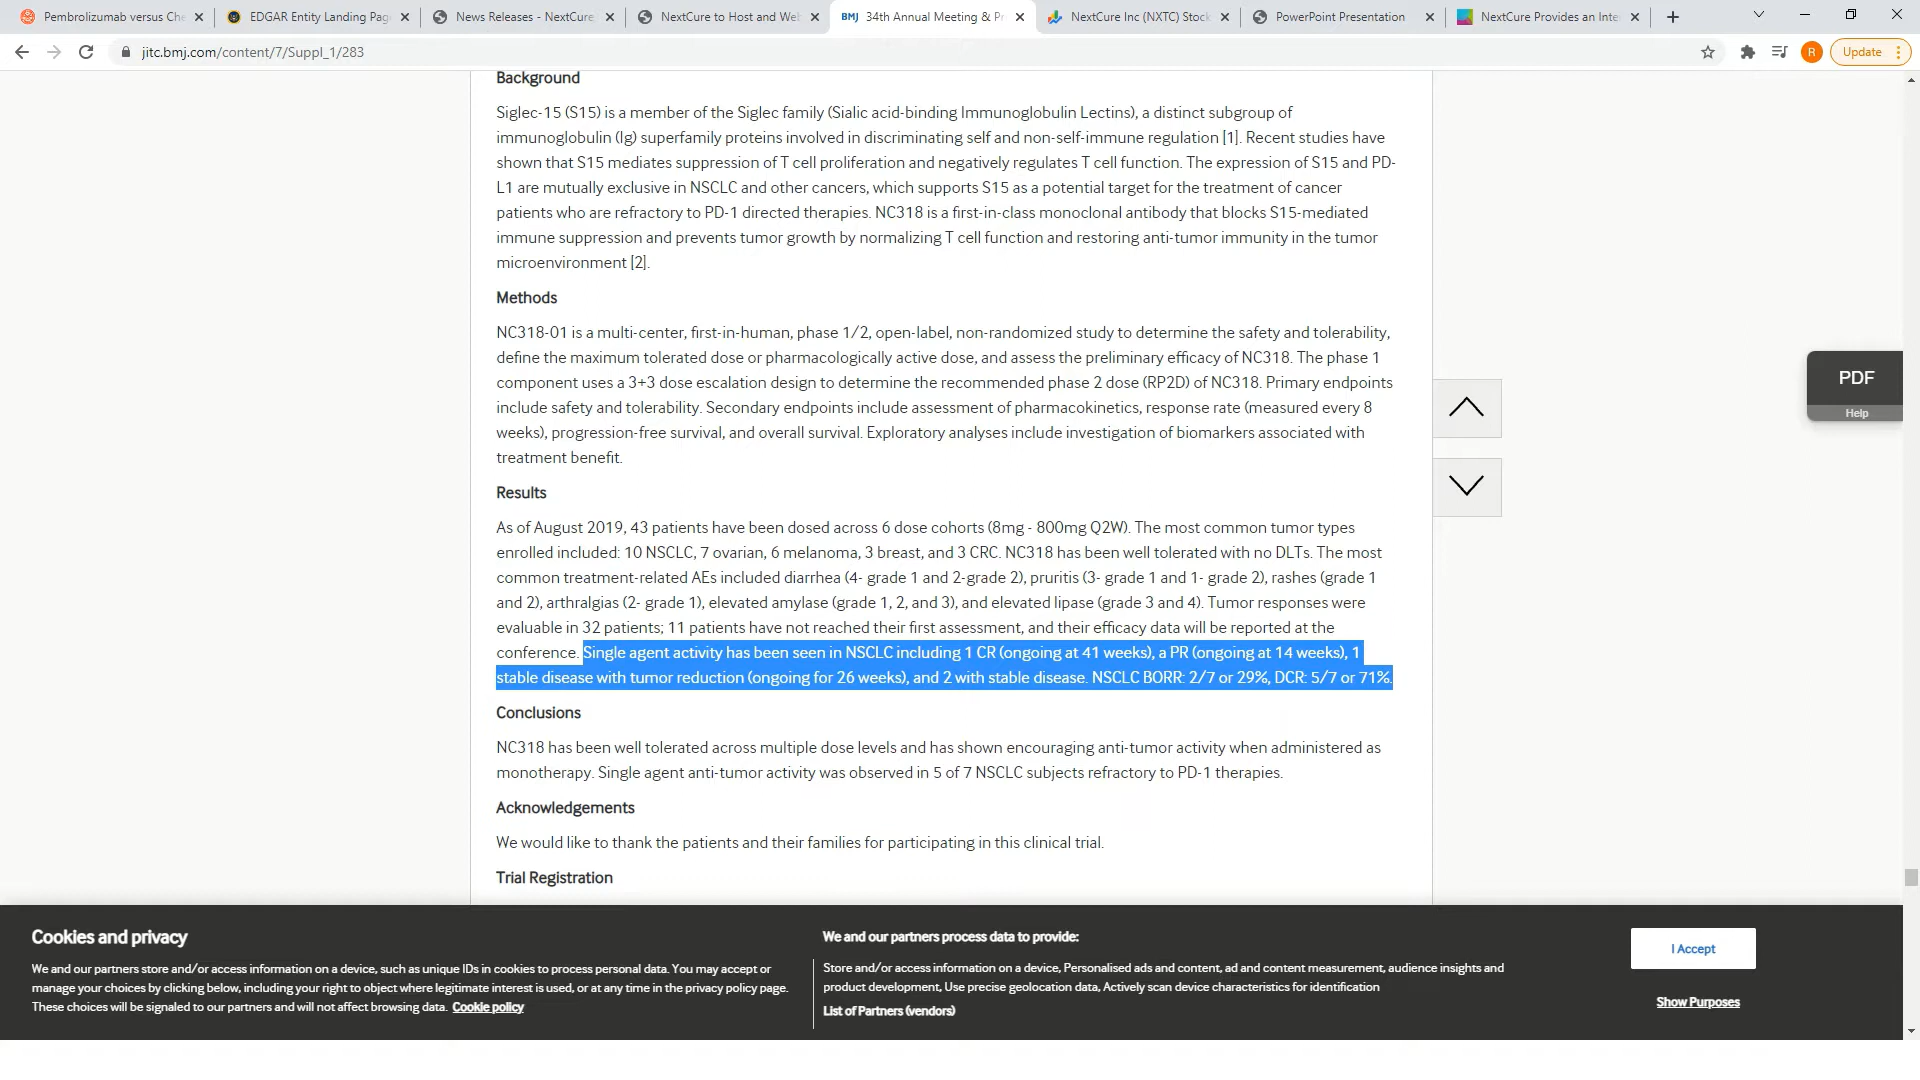 Pembrolizumab versus Che
EDGAR Entity Landing Pag
News Releases - NextCure
NextCure to Host and Web
BMJ 34th Annual Meeting & Pr
NextCure Inc (NXTC) Stock
PowerPoint Presentation
NextCure Provides an Inte
jitc.bmj.com/content/7/Suppl_1/283
R
Update
Background
Siglec-15 (S15) is a member of the Siglec family (Sialic acid-binding Immunoglobulin Lectins), a distinct subgroup of
immunoglobulin (Ig) superfamily proteins involved in discriminating self and non-self-immune regulation [1]. Recent studies have
shown that S15 mediates suppression of T cell proliferation and negatively regulates T cell function. The expression of S15 and PD-
L1 are mutually exclusive in NSCLC and other cancers, which supports S15 as a potential target for the treatment of cancer
patients who are refractory to PD-1 directed therapies. NC318 is a first-in-class monoclonal antibody that blocks S15-mediated
immune suppression and prevents tumor growth by normalizing T cell function and restoring anti-tumor immunity in the tumor
microenvironment [2].
Methods
NC318-01 is a multi-center, first-in-human, phase 1/2, open-label, non-randomized study to determine the safety and tolerability,
define the maximum tolerated dose or pharmacologically active dose, and assess the preliminary efficacy of NC318. The phase 1
component uses a 3+3 dose escalation design to determine the recommended phase 2 dose (RP2D) of NC318. Primary endpoints
include safety and tolerability. Secondary endpoints include assessment of pharmacokinetics, response rate (measured every 8
weeks), progression-free survival, and overall survival. Exploratory analyses include investigation of biomarkers associated with
treatment benefit.
Results
As of August 2019, 43 patients have been dosed across 6 dose cohorts (8mg - 800mg Q2W). The most common tumor types
enrolled included: 10 NSCLC, 7 ovarian, 6 melanoma, 3 breast, and 3 CRC. NC318 has been well tolerated with no DLTs. The most
common treatment-related AEs included diarrhea (4- grade 1 and 2-grade 2), pruritis (3- grade 1 and 1- grade 2), rashes (grade 1
and 2), arthralgias (2- grade 1), elevated amylase (grade 1, 2, and 3), and elevated lipase (grade 3 and 4). Tumor responses were
evaluable in 32 patients; 11 patients have not reached their first assessment, and their efficacy data will be reported at the
conference. Single agent activity has been seen in NSCLC including 1 CR (ongoing at 41 weeks), a PR (ongoing at 14 weeks), 1
stable disease with tumor reduction (ongoing for 26 weeks), and 2 with stable disease. NSCLC BORR: 2/7 or 29%, DCR: 5/7 or 71%.
Conclusions
NC318 has been well tolerated across multiple dose levels and has shown encouraging anti-tumor activity when administered as
monotherapy. Single agent anti-tumor activity was observed in 5 of 7 NSCLC subjects refractory to PD-1 therapies.
Acknowledgements
We would like to thank the patients and their families for participating in this clinical trial.
Trial Registration
PDF
Help
Cookies and privacy
We and our partners store and/or access information on a device, such as unique IDs in cookies to process personal data. You may accept or
manage your choices by clicking below, including your right to object where legitimate interest is used, or at any time in the privacy policy page.
These choices will be signaled to our partners and will not affect browsing data. Cookie policy
We and our partners process data to provide:
Store and/or access information on a device, Personalised ads and content, ad and content measurement, audience insights and
product development, Use precise geolocation data, Actively scan device characteristics for identification
List of Partners (vendors)
I Accept
Show Purposes